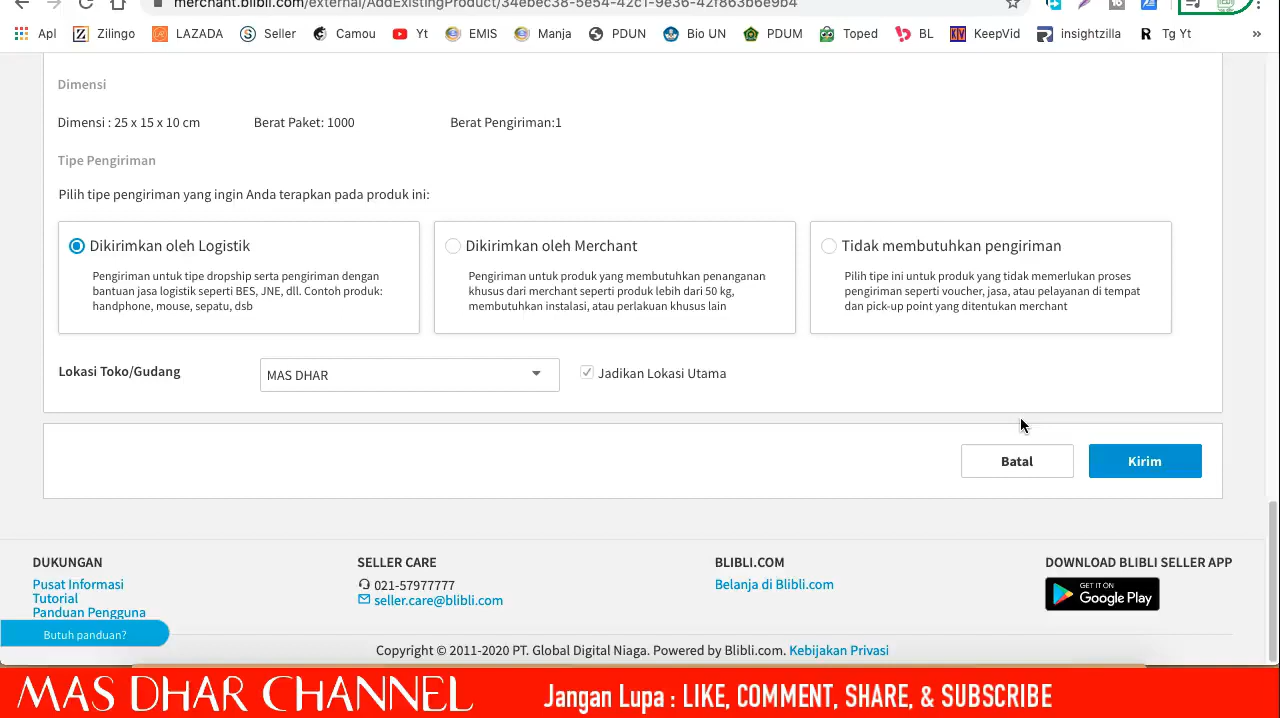 merchant.blibli.com/external/AddExistingProduct/34ebec38-5e54-42c1-9e36-42f863b6e9b4
Apl Zilingo LAZADA Seller Camou Yt EMIS Manja PDUN Bio UN PDUM Toped BL KeepVid insightzilla Tg Yt »
Dimensi
Dimensi : 25 x 15 x 10 cm Berat Paket: 1000 Berat Pengiriman:1
Tipe Pengiriman
Pilih tipe pengiriman yang ingin Anda terapkan pada produk ini:
Dikirimkan oleh Logistik
Pengiriman untuk tipe dropship serta pengiriman dengan
bantuan jasa logistik seperti BES, JNE, dll. Contoh produk:
handphone, mouse, sepatu, dsb
Dikirimkan oleh Merchant
Pengiriman untuk produk yang membutuhkan penanganan
khusus dari merchant seperti produk lebih dari 50 kg,
membutuhkan instalasi, atau perlakuan khusus lain
Tidak membutuhkan pengiriman
Pilih tipe ini untuk produk yang tidak memerlukan proses
pengiriman seperti voucher, jasa, atau pelayanan di tempat
dan pick-up point yang ditentukan merchant
Lokasi Toko/Gudang MAS DHAR Jadikan Lokasi Utama
Batal Kirim
DUKUNGAN
Pusat Informasi
Tutorial
Panduan Pengguna
Butuh panduan?
SELLER CARE
021-57977777
seller.care@blibli.com
BLIBLI.COM
Belanja di Blibli.com
DOWNLOAD BLIBLI SELLER APP
GET IT ON
Google Play
Copyright © 2011-2020 PT. Global Digital Niaga. Powered by Blibli.com. Kebijakan Privasi
MAS DHAR CHANNEL Jangan Lupa : LIKE, COMMENT, SHARE, & SUBSCRIBE